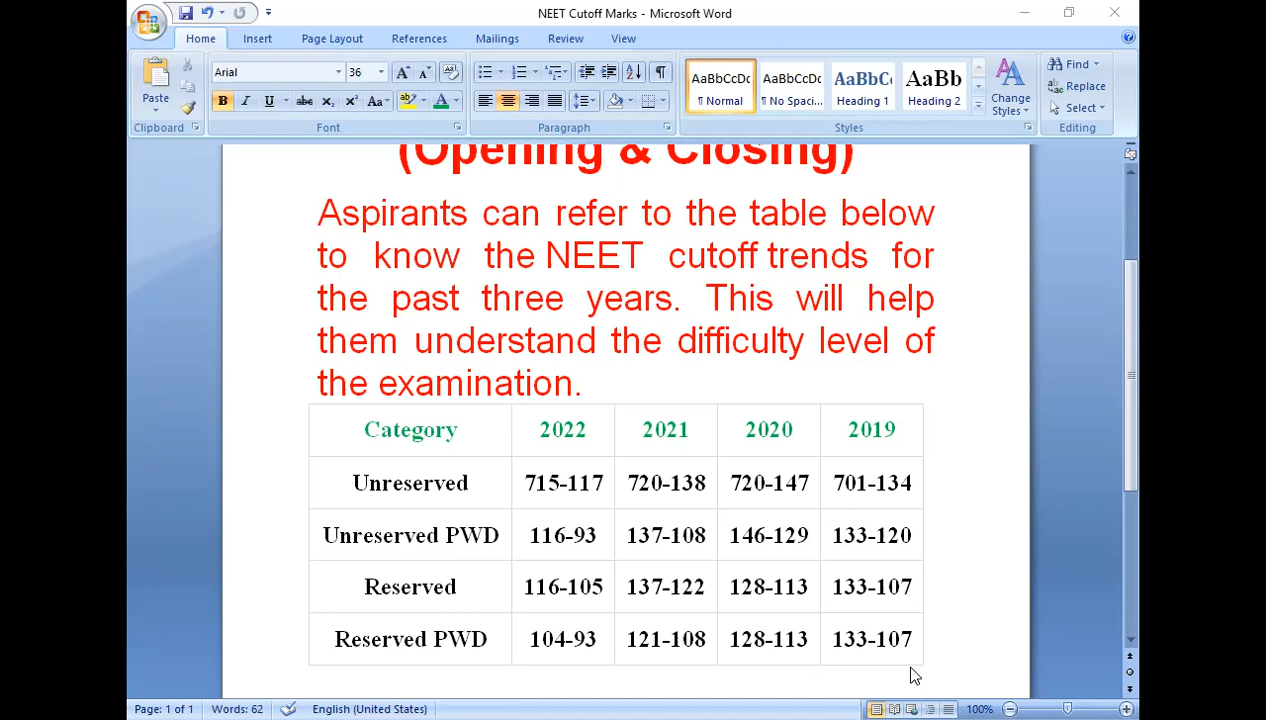 NEET Cutoff Marks - Microsoft Word
Home Insert Page Layout References Mailings Review View
Paste
Clipboard
Arial 36
B I U abc x₂ x² Aa
Font
Paragraph
AaBbCcDc AaBbCcDc AaBbCc AaBb
¶ Normal ¶ No Spaci... Heading 1 Heading 2
Change Styles
Styles
Find
Replace
Select
Editing
(Opening & Closing)
Aspirants can refer to the table below
to know the NEET cutoff trends for
the past three years. This will help
them understand the difficulty level of
the examination.
Category 2022 2021 2020 2019
Unreserved 715-117 720-138 720-147 701-134
Unreserved PWD 116-93 137-108 146-129 133-120
Reserved 116-105 137-122 128-113 133-107
Reserved PWD 104-93 121-108 128-113 133-107
Page: 1 of 1 Words: 62 English (United States) 100%